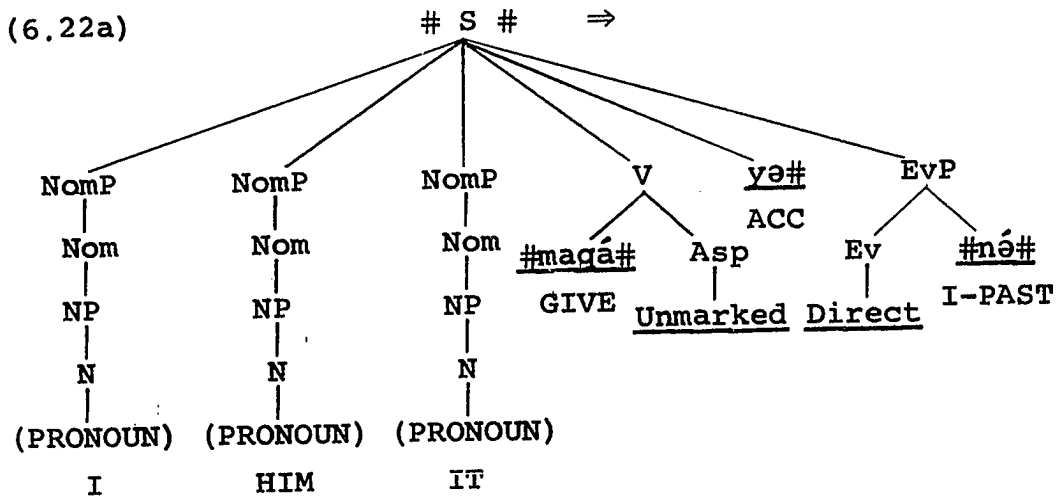 (6.22a) # S # ⇒
NomP NomP NomP V yə# EvP
ACC
Nom Nom Nom #maqá# Asp Ev #nə́#
GIVE I-PAST
NP NP NP Unmarked Direct
N N N
(PRONOUN) (PRONOUN) (PRONOUN)
I HIM IT